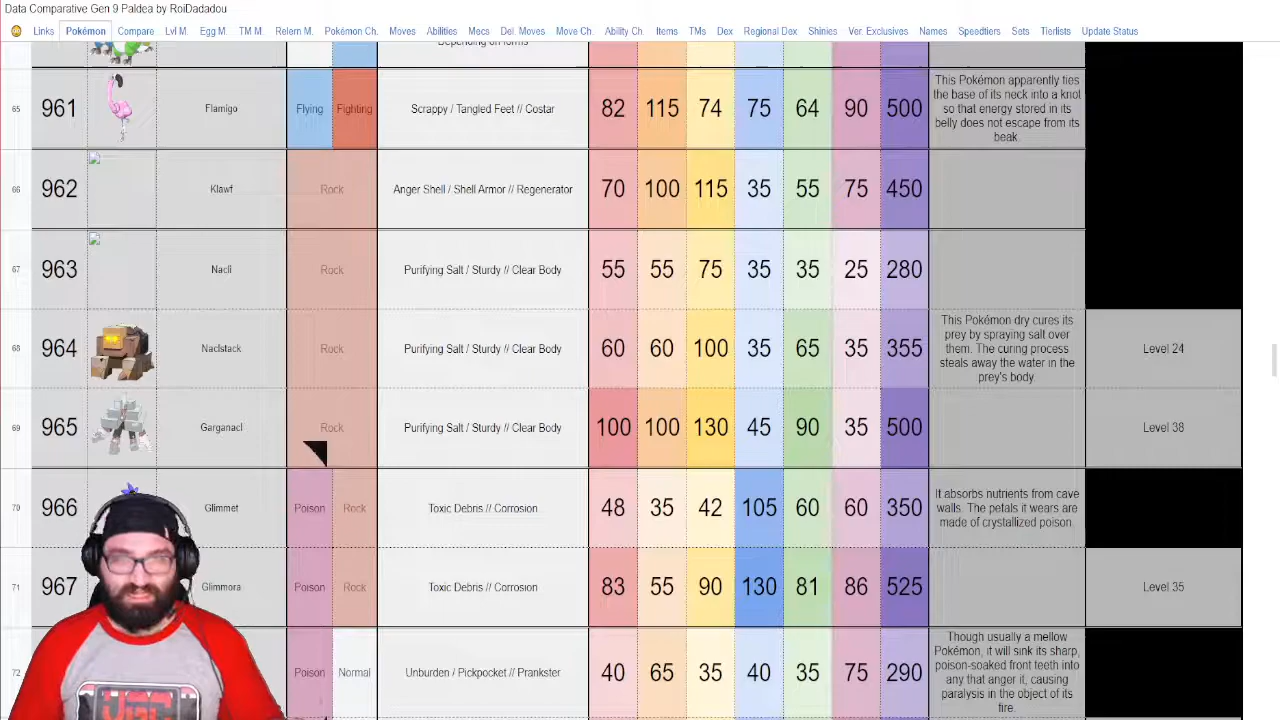 Data Comparative Gen 9 Paldea by RoiDadadou
Links Pokémon Compare Lvl M. Egg M. TM M. Relern M. Pokémon Ch. Moves Abilities Mecs Del. Moves Move Ch. Ability Ch. Items TMs Dex Regional Dex Shinies Ver. Exclusives Names Speedtiers Sets Tierlists Update Status
Depending on forms
65 961 Flamigo Flying Fighting Scrappy / Tangled Feet // Costar 82 115 74 75 64 90 500
This Pokémon apparently ties
the base of its neck into a knot
so that energy stored in its
belly does not escape from its
beak.
66 962 Klawf Rock Anger Shell / Shell Armor // Regenerator 70 100 115 35 55 75 450
67 963 Nacli Rock Purifying Salt / Sturdy // Clear Body 55 55 75 35 35 25 280
68 964 Naclstack Rock Purifying Salt / Sturdy // Clear Body 60 60 100 35 65 35 355
This Pokémon dry cures its
prey by spraying salt over
them. The curing process
steals away the water in the
prey's body.
Level 24
69 965 Garganacl Rock Purifying Salt / Sturdy // Clear Body 100 100 130 45 90 35 500 Level 38
70 966 Glimmet Poison Rock Toxic Debris // Corrosion 48 35 42 105 60 60 350
It absorbs nutrients from cave
walls. The petals it wears are
made of crystallized poison.
71 967 Glimmora Poison Rock Toxic Debris // Corrosion 83 55 90 130 81 86 525 Level 35
72 Poison Normal Unburden / Pickpocket // Prankster 40 65 35 40 35 75 290
Though usually a mellow
Pokémon, it will sink its sharp,
poison-soaked front teeth into
any that anger it, causing
paralysis in the object of its
fire.